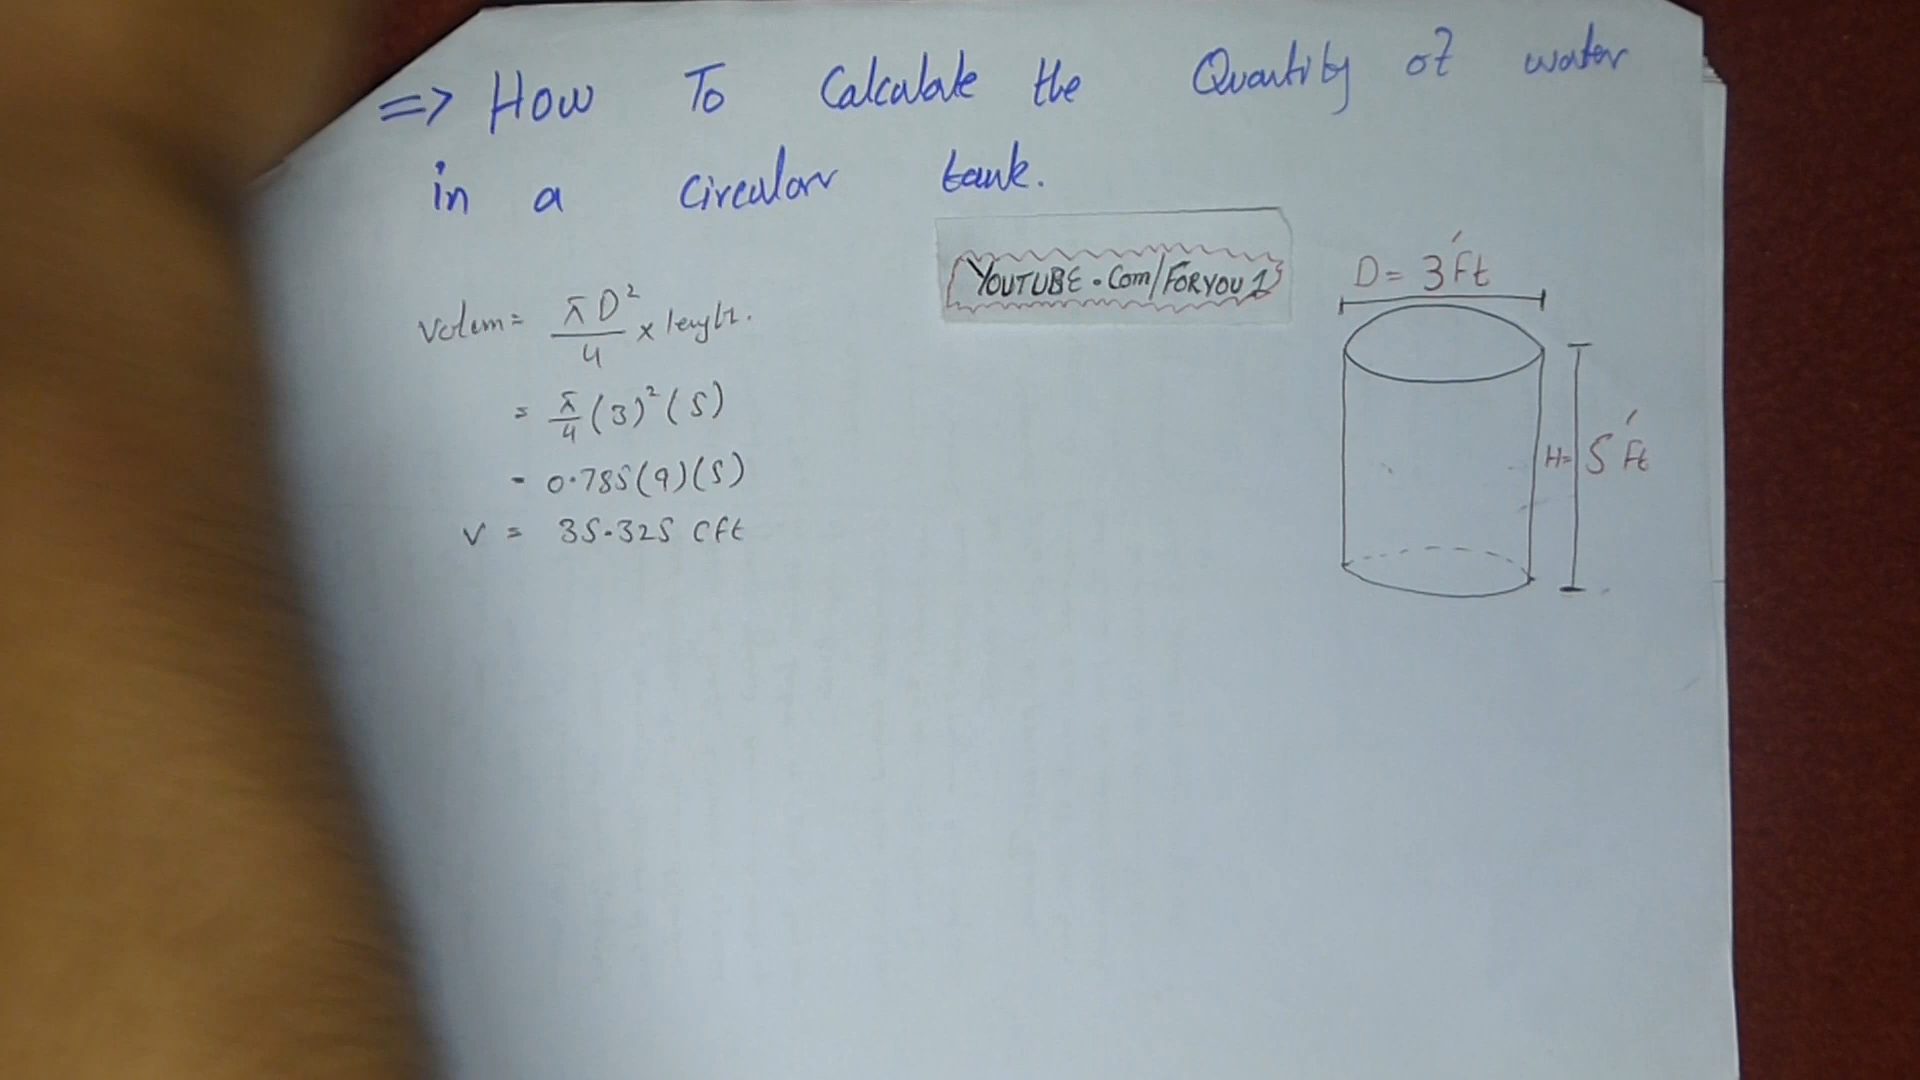 => How To Calculate the Quantity of water
in a Circular tank.
YOUTUBE.Com/FORYOU1
D = 3' Ft
Volum = πD²/4 x length.
= π/4 (3)² (5)
= 0.785(9)(5)
V = 35.325 Cft
H= 5' Ft